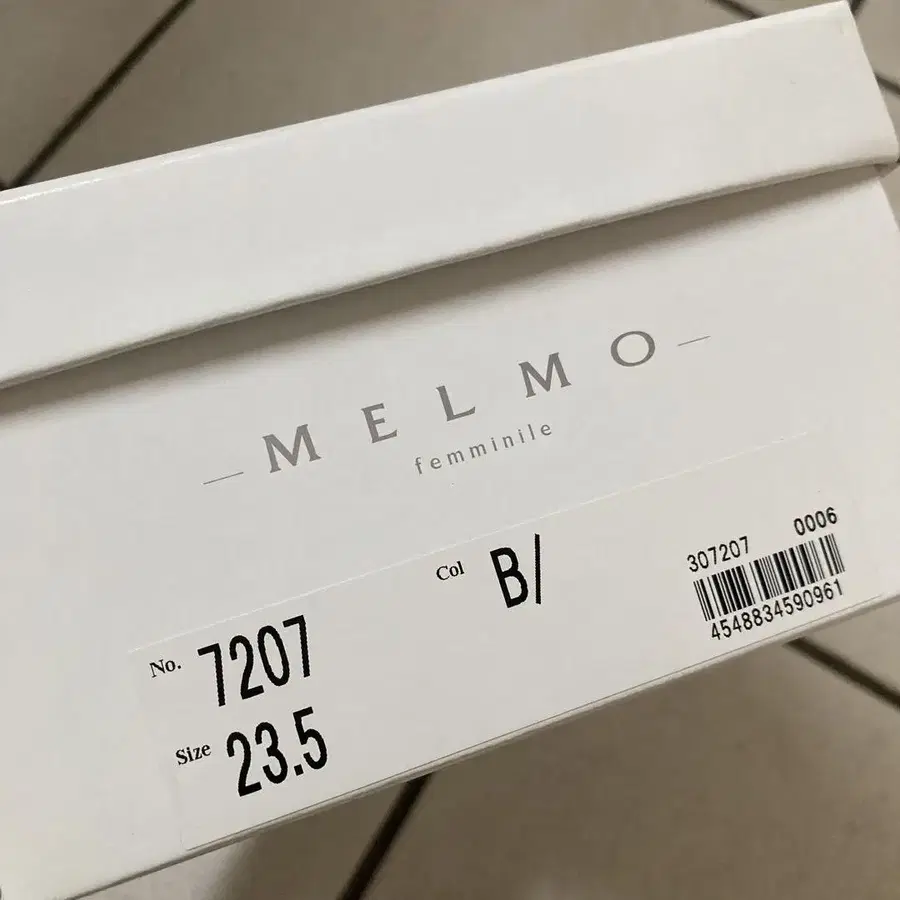 MELMO
femminile
No. 7207
Col B/
307207 0006
4548834590961
Size 23.5